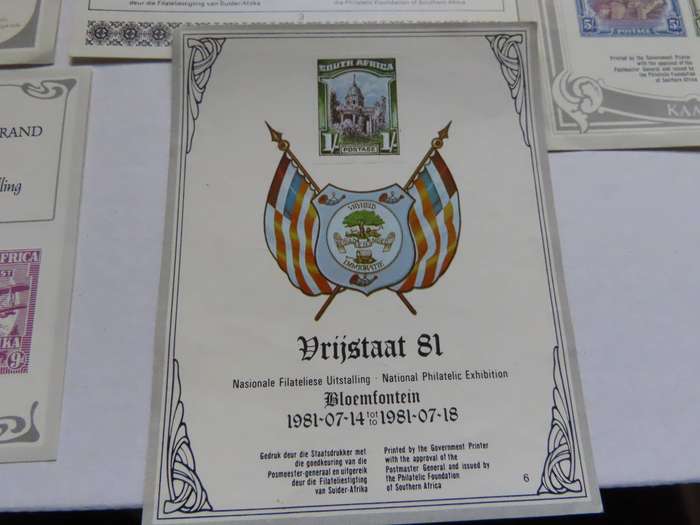 deur die Filateliestigting van Suider-Afrika
the Philatelic Foundation of Southern Africa
5/-
Printed by the Government Printer
with the approval of the
Postmaster General and issued
by the Philatelic Foundation
of Southern Africa
KAA
RAND
lling
AFRICA
SOUTH AFRICA
1/-
POSTAGE
VRYHEID
IMMIGRATIE
Vrijstaat 81
Nasionale Filateliese Uitstalling · National Philatelic Exhibition
Bloemfontein
1981-07-14 tot to 1981-07-18
Gedruk deur die Staatsdrukker met
die goedkeuring van die
Posmeester-generaal en uitgereik
deur die Filateliestigting
van Suider-Afrika
Printed by the Government Printer
with the approval of the
Postmaster General and issued by
the Philatelic Foundation
of Southern Africa
6